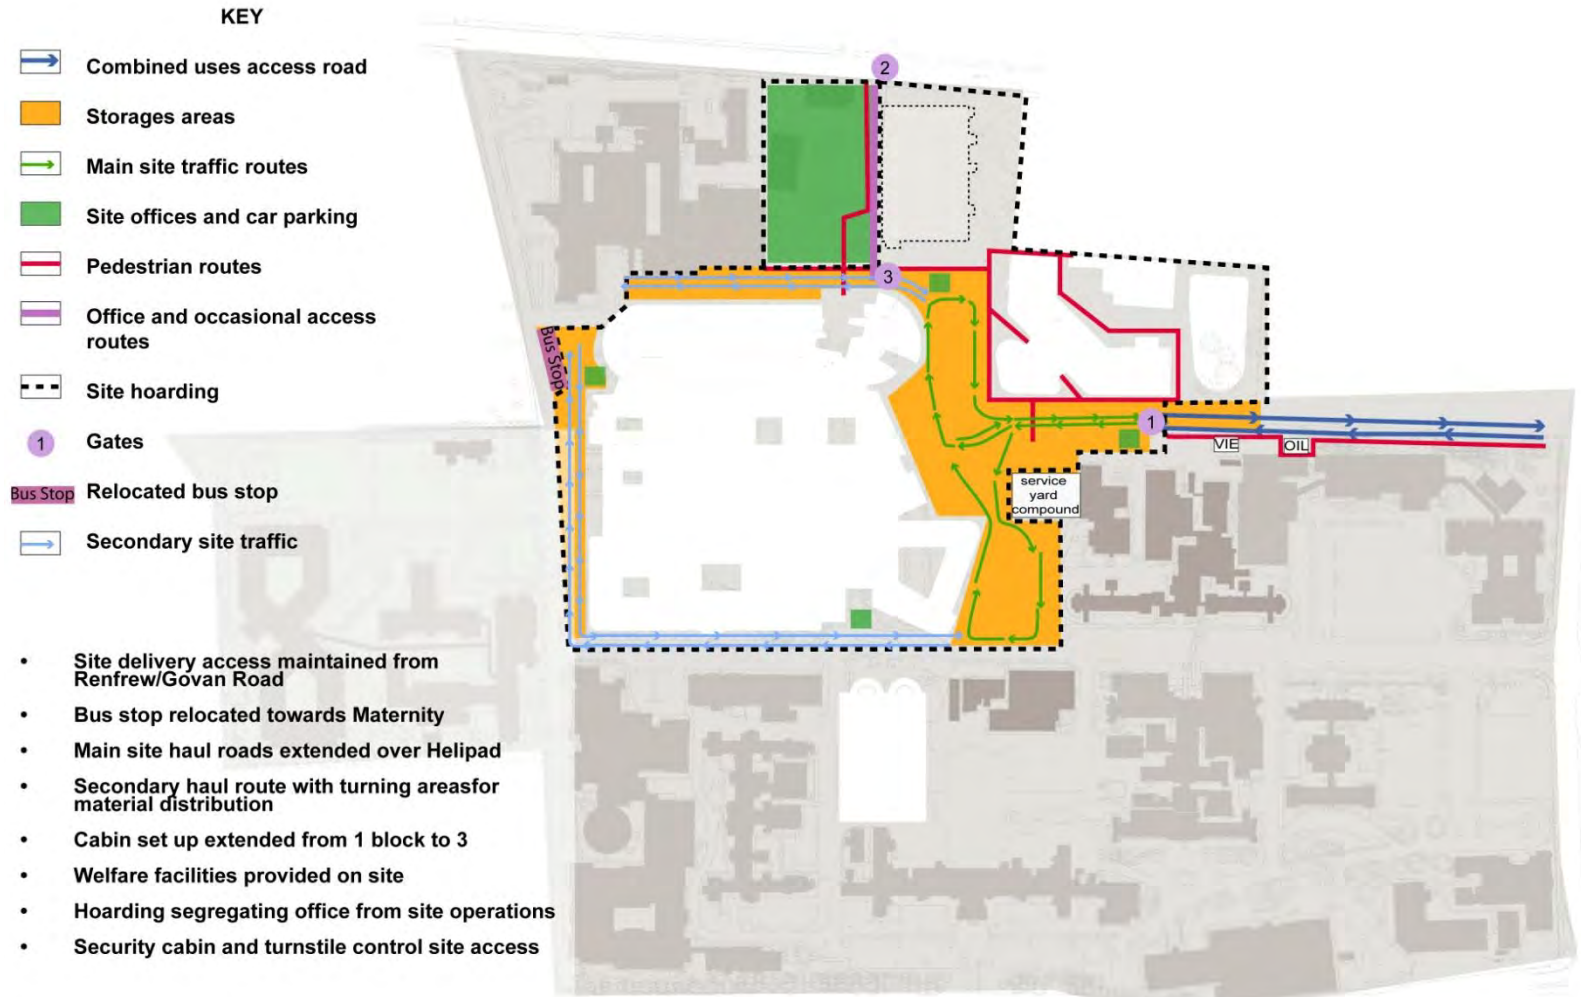 KEY
Combined uses access road
Storages areas
Main site traffic routes
Site offices and car parking
Pedestrian routes
Office and occasional access
routes
Site hoarding
1 Gates
Bus Stop Relocated bus stop
Secondary site traffic
• Site delivery access maintained from
Renfrew/Govan Road
• Bus stop relocated towards Maternity
• Main site haul roads extended over Helipad
• Secondary haul route with turning areasfor
material distribution
• Cabin set up extended from 1 block to 3
• Welfare facilities provided on site
• Hoarding segregating office from site operations
• Security cabin and turnstile control site access
2
3
Bus Stop
1
VIE
OIL
service
yard
compound